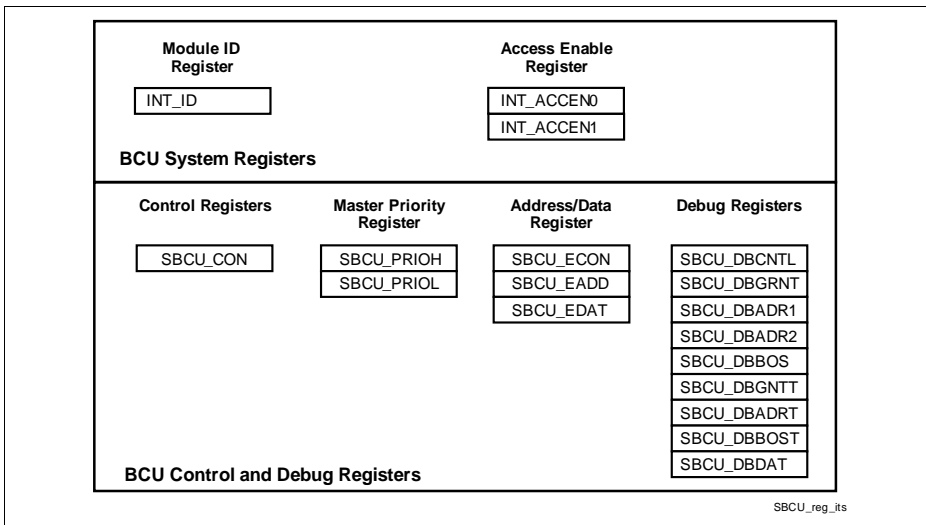 Module ID
Register
INT_ID
Access Enable
Register
INT_ACCEN0
INT_ACCEN1
BCU System Registers
Control Registers
SBCU_CON
Master Priority
Register
SBCU_PRIOH
SBCU_PRIOL
Address/Data
Register
SBCU_ECON
SBCU_EADD
SBCU_EDAT
Debug Registers
SBCU_DBCNTL
SBCU_DBGRNT
SBCU_DBADR1
SBCU_DBADR2
SBCU_DBBOS
SBCU_DBGNTT
SBCU_DBADRT
SBCU_DBBOST
SBCU_DBDAT
BCU Control and Debug Registers
SBCU_reg_its